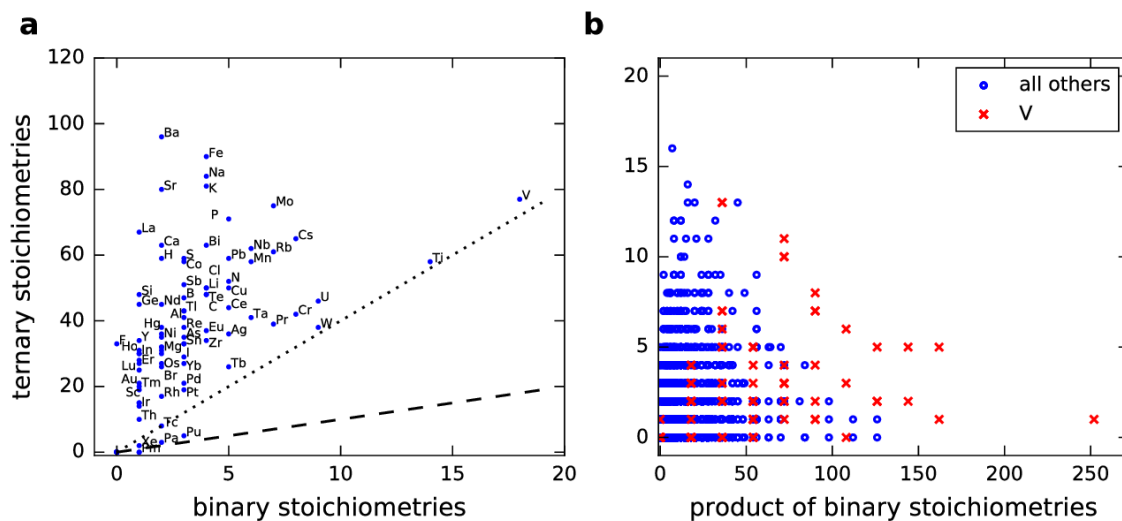 a
b
120
100
80
60
40
20
0
0
5
10
15
20
ternary stoichiometries
binary stoichiometries
Ba
Fe
Na
K
Sr
Mo
V
P
La
Cs
Ca
Bi
Nb
Rb
H
S
Co
Pb
Mn
Ti
Cl
Sb
Li
N
Si
B
Te
Cu
Ge
Nd
Tl
C
Ce
U
Al
Ta
Cr
Hg
Re
Eu
Pr
W
F
Y
Ni
As
Zr
Ag
Ho
In
Mg
Sn
Er
I
Lu
Os
Yb
Tb
Au
Tm
Br
Pd
Sc
Rh
Pt
Ir
Th
Tc
Xe
Pa
Pu
Pm
20
15
10
5
0
0
50
100
150
200
250
product of binary stoichiometries
all others
V